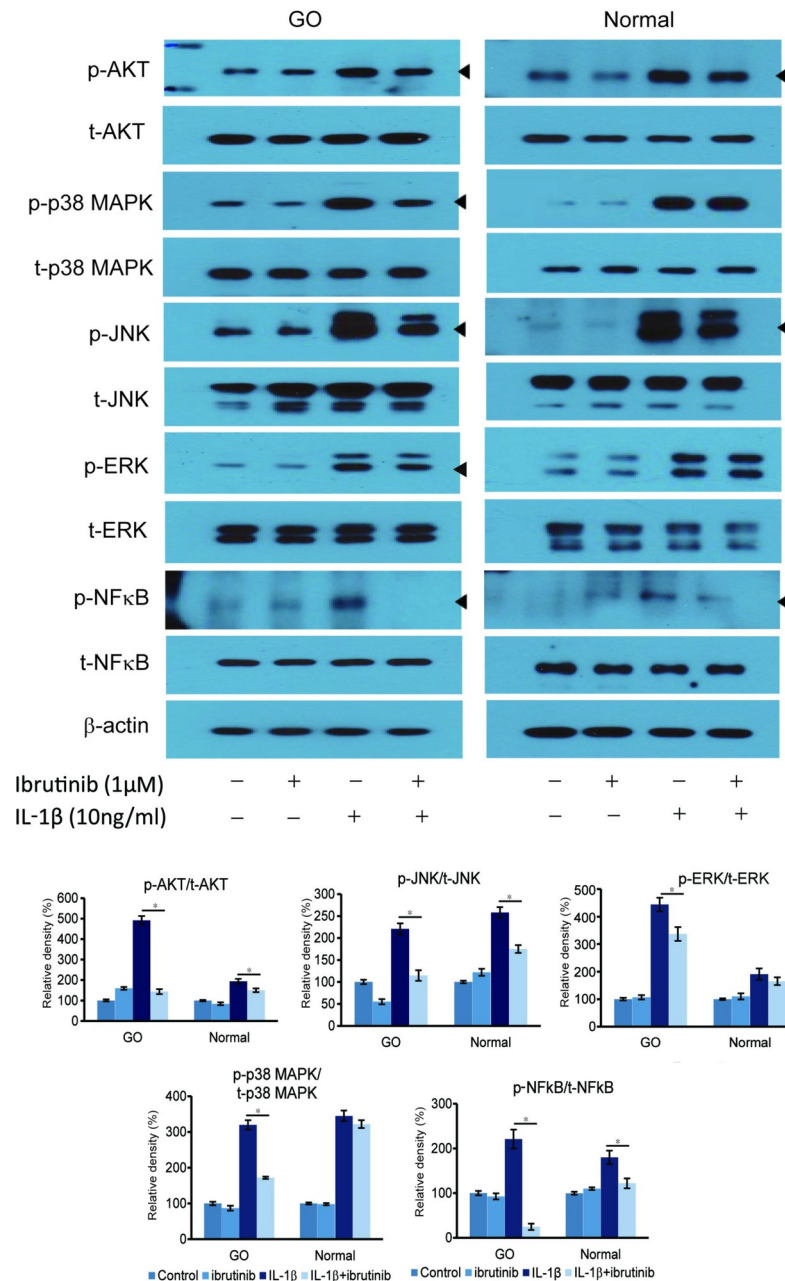 GO Normal
p-AKT
t-AKT
p-p38 MAPK
t-p38 MAPK
p-JNK
t-JNK
p-ERK
t-ERK
p-NFκB
t-NFκB
β-actin
Ibrutinib (1μM) − + − + − + − +
IL-1β (10ng/ml) − − + + − − + +
p-AKT/t-AKT
Relative density (%)
600
500
400
300
200
100
0
*
*
GO Normal
p-JNK/t-JNK
Relative density (%)
250
200
150
100
50
0
*
*
GO Normal
p-ERK/t-ERK
Relative density (%)
500
400
300
200
100
0
*
GO Normal
p-p38 MAPK/
t-p38 MAPK
Relative density (%)
400
300
200
100
0
*
GO Normal
p-NFkB/t-NFkB
Relative density (%)
300
200
100
0
*
*
GO Normal
Control ibrutinib IL-1β IL-1β+ibrutinib
Control ibrutinib IL-1β IL-1β+ibrutinib